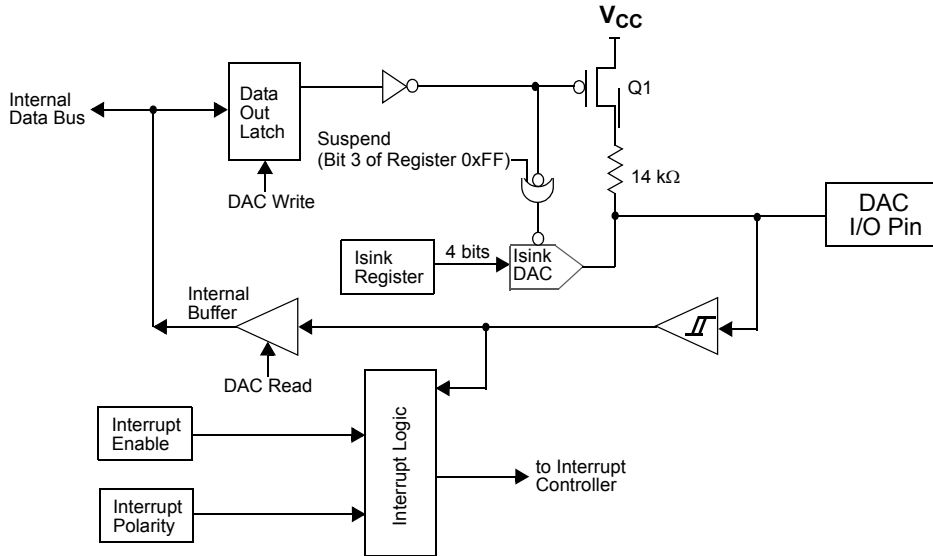 VCC
Q1
Internal
Data Bus
Data
Out
Latch
Suspend
(Bit 3 of Register 0xFF)
14 kΩ
DAC Write
DAC
I/O Pin
Isink
Register
4 bits
Isink
DAC
Internal
Buffer
DAC Read
Interrupt
Enable
Interrupt Logic
to Interrupt
Controller
Interrupt
Polarity